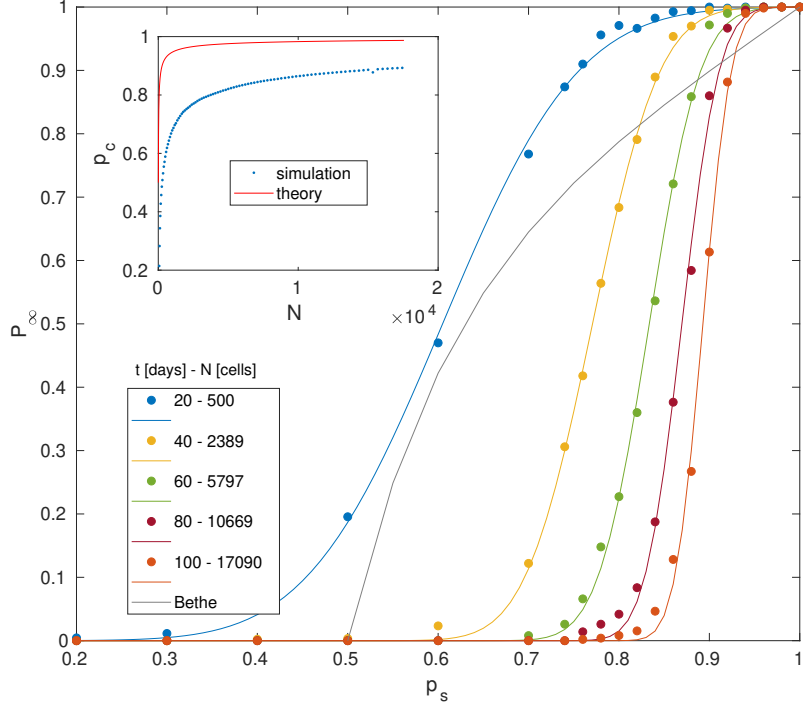 1
0.9
0.8
0.7
0.6
0.5
0.4
0.3
0.2
0.1
0
P∞
0.2 0.3 0.4 0.5 0.6 0.7 0.8 0.9 1
p_s
1
0.8
0.6
0.4
0.2
p_c
0 1 2
N
×10^4
simulation
theory
t [days] - N [cells]
20 - 500
40 - 2389
60 - 5797
80 - 10669
100 - 17090
Bethe